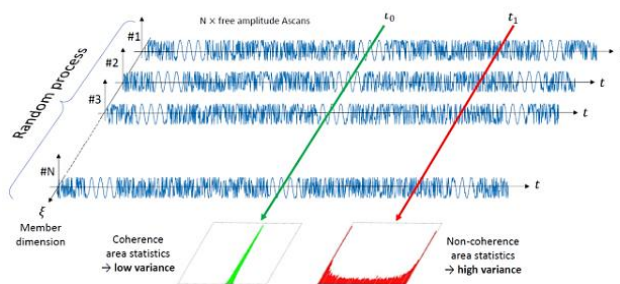 N × free amplitude Ascans
t0
t1
#1
#2
#3
Random process
t
t
t
#N
ξ
Member
dimension
Coherence
area statistics
→ low variance
Non-coherence
area statistics
→ high variance